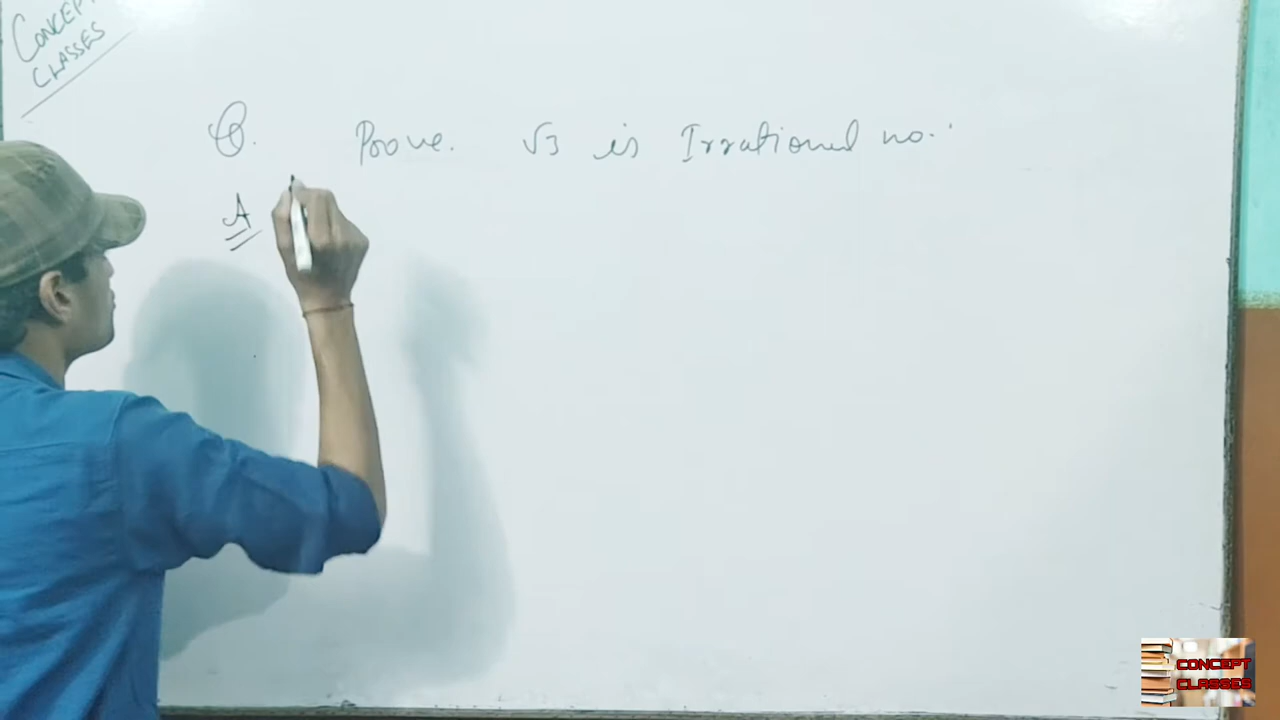 CONCEPT
CLASSES
Q. Prove. √3 is Irrational no.
A
CONCEPT
CLASSES